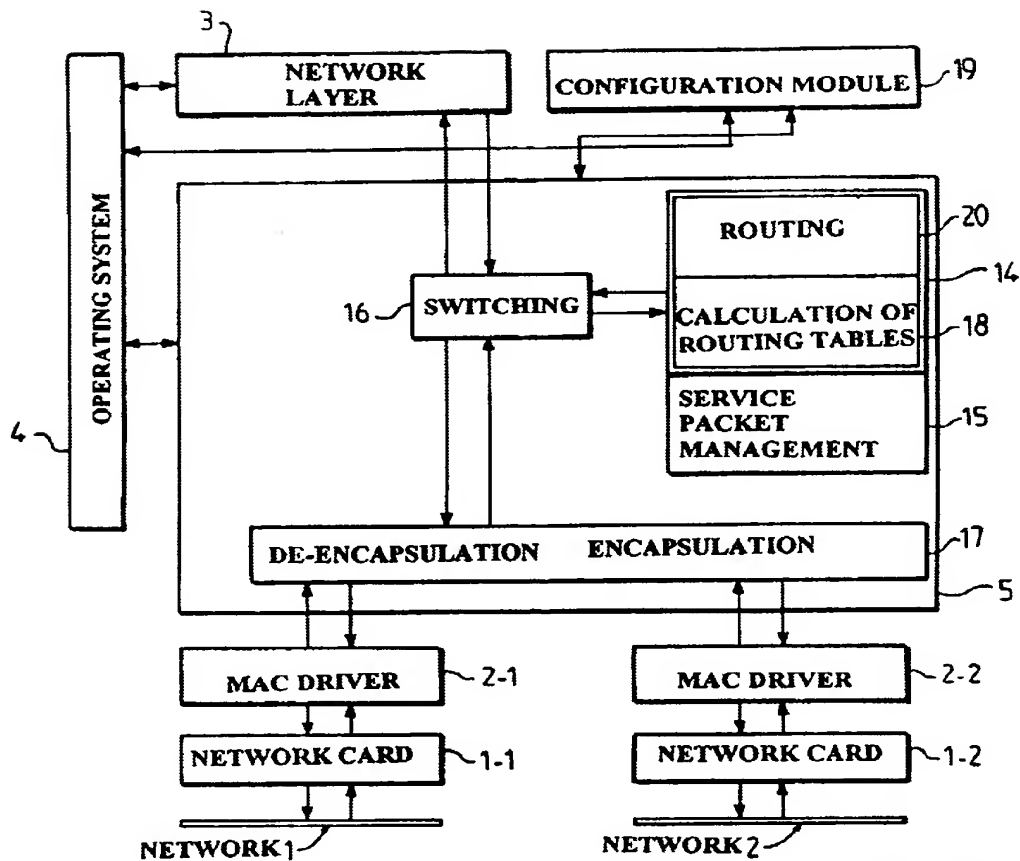 3
NETWORK
LAYER
CONFIGURATION MODULE
19
OPERATING SYSTEM
4
ROUTING
20
14
16
SWITCHING
CALCULATION OF
ROUTING TABLES
18
SERVICE
PACKET
MANAGEMENT
15
DE-ENCAPSULATION ENCAPSULATION
17
5
MAC DRIVER
2-1
MAC DRIVER
2-2
NETWORK CARD
1-1
NETWORK CARD
1-2
NETWORK 1
NETWORK 2